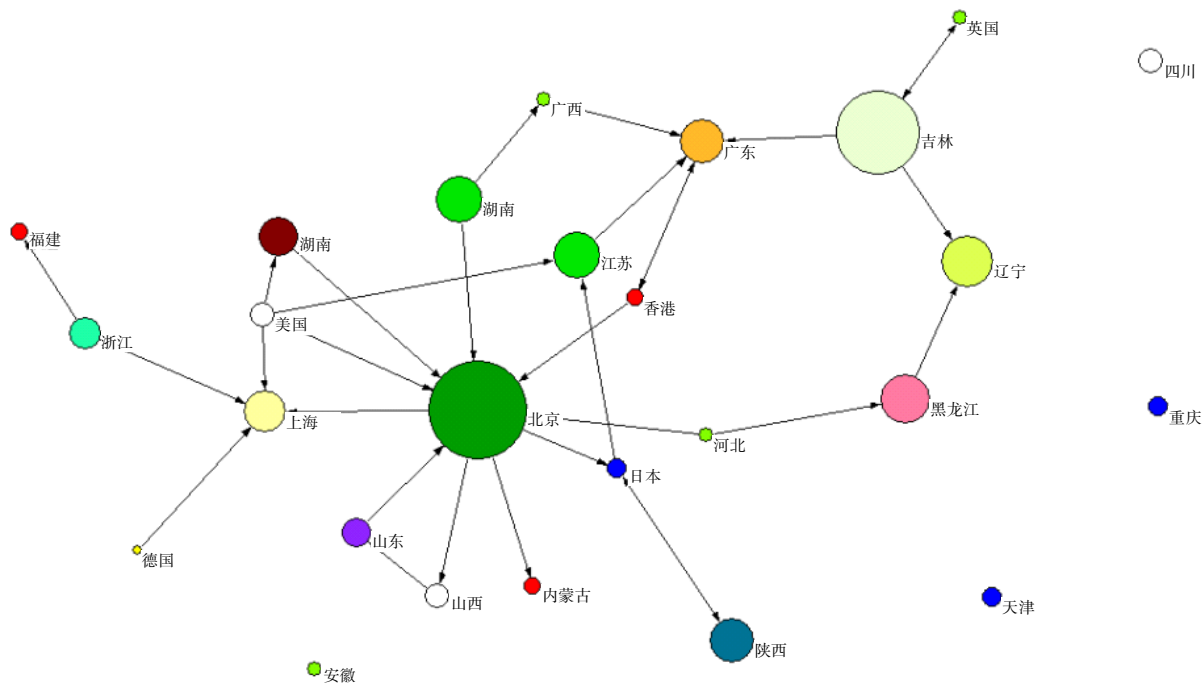 英国
四川
广西
吉林
广东
湖南
福建
湖南
江苏
辽宁
香港
美国
浙江
黑龙江
上海
北京
重庆
河北
日本
山东
德国
内蒙古
山西
天津
陕西
安徽